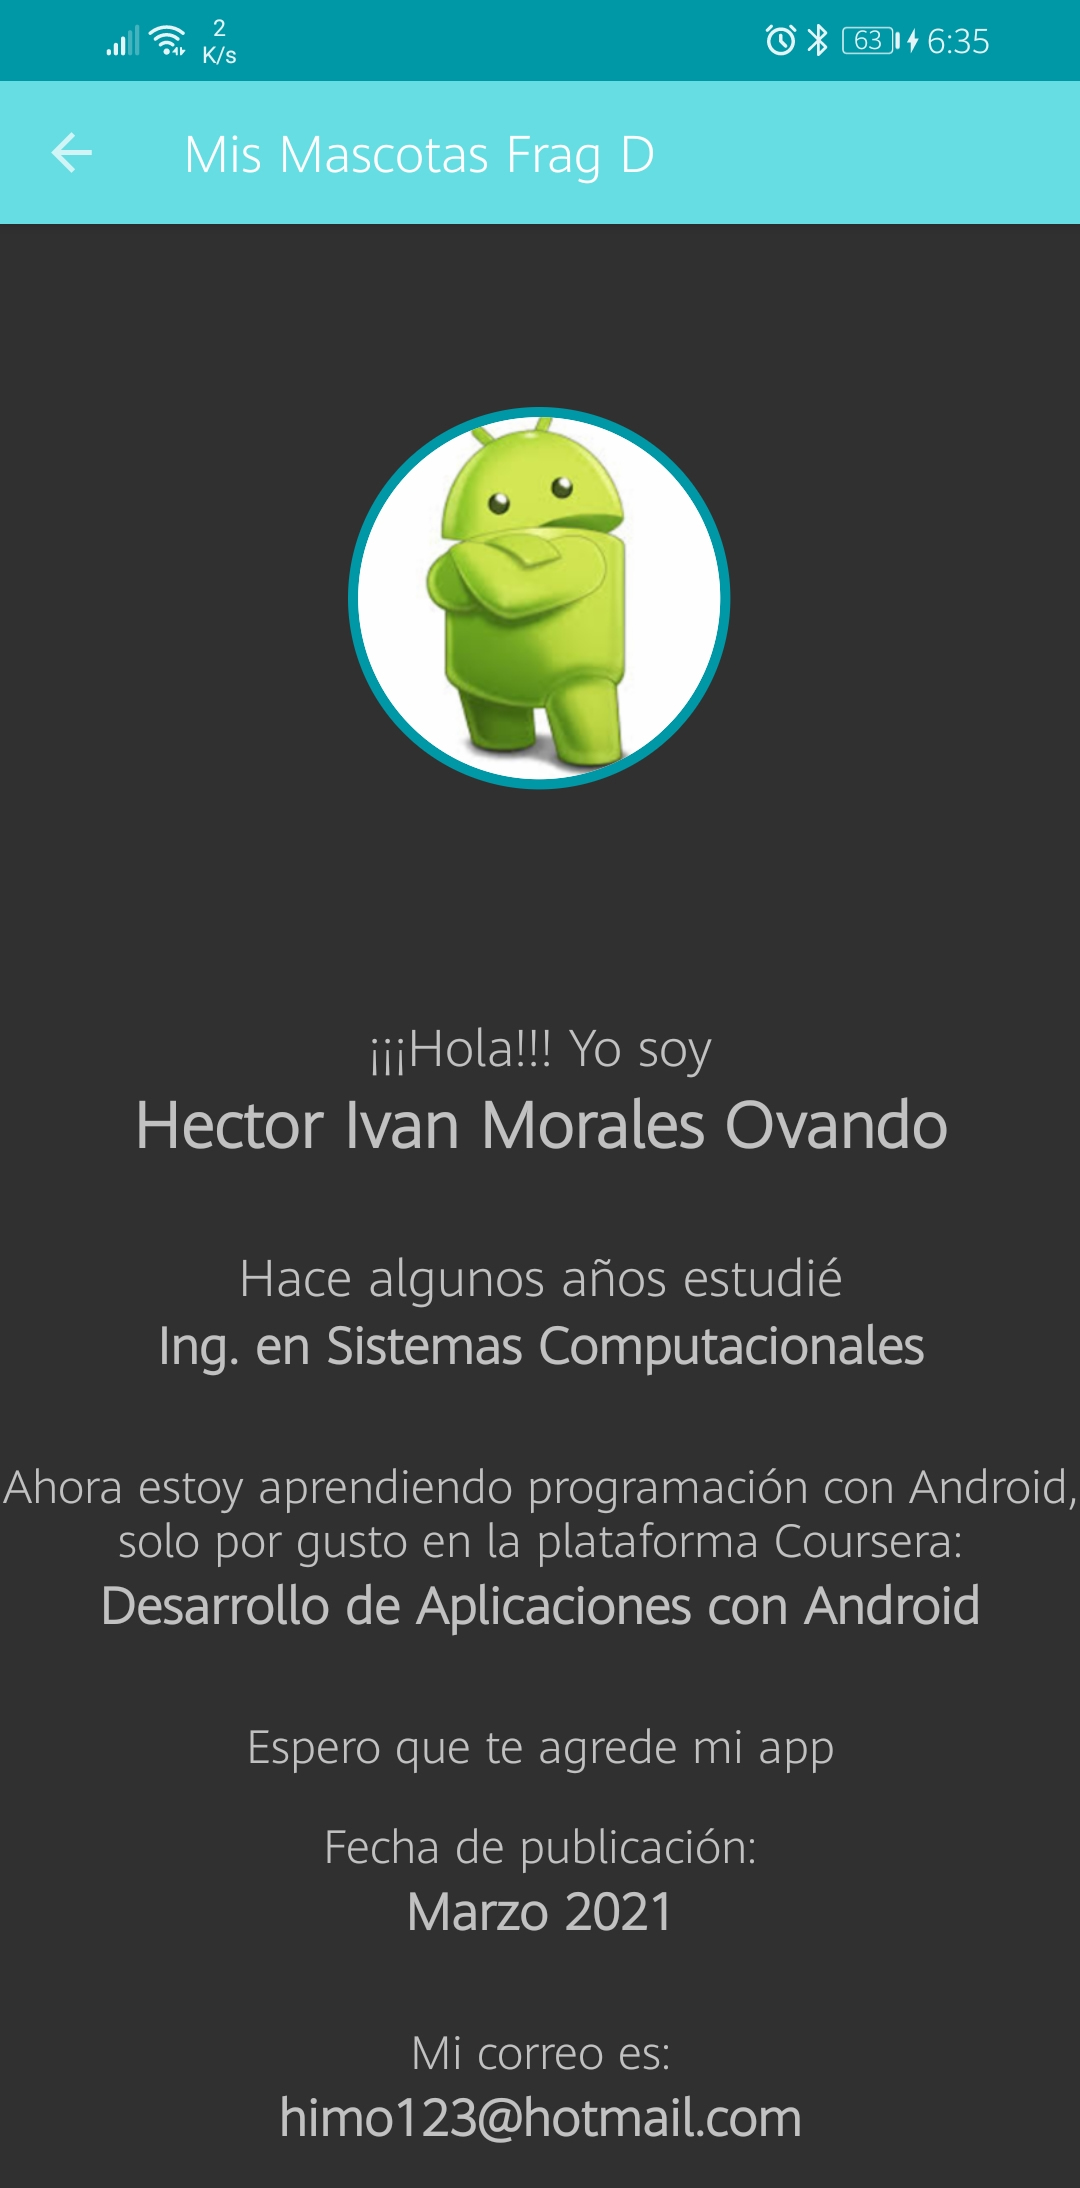 2
K/s
63
6:35
Mis Mascotas Frag D
¡¡¡Hola!!! Yo soy
Hector Ivan Morales Ovando
Hace algunos años estudié
Ing. en Sistemas Computacionales
Ahora estoy aprendiendo programación con Android,
solo por gusto en la plataforma Coursera:
Desarrollo de Aplicaciones con Android
Espero que te agrede mi app
Fecha de publicación:
Marzo 2021
Mi correo es:
himo123@hotmail.com